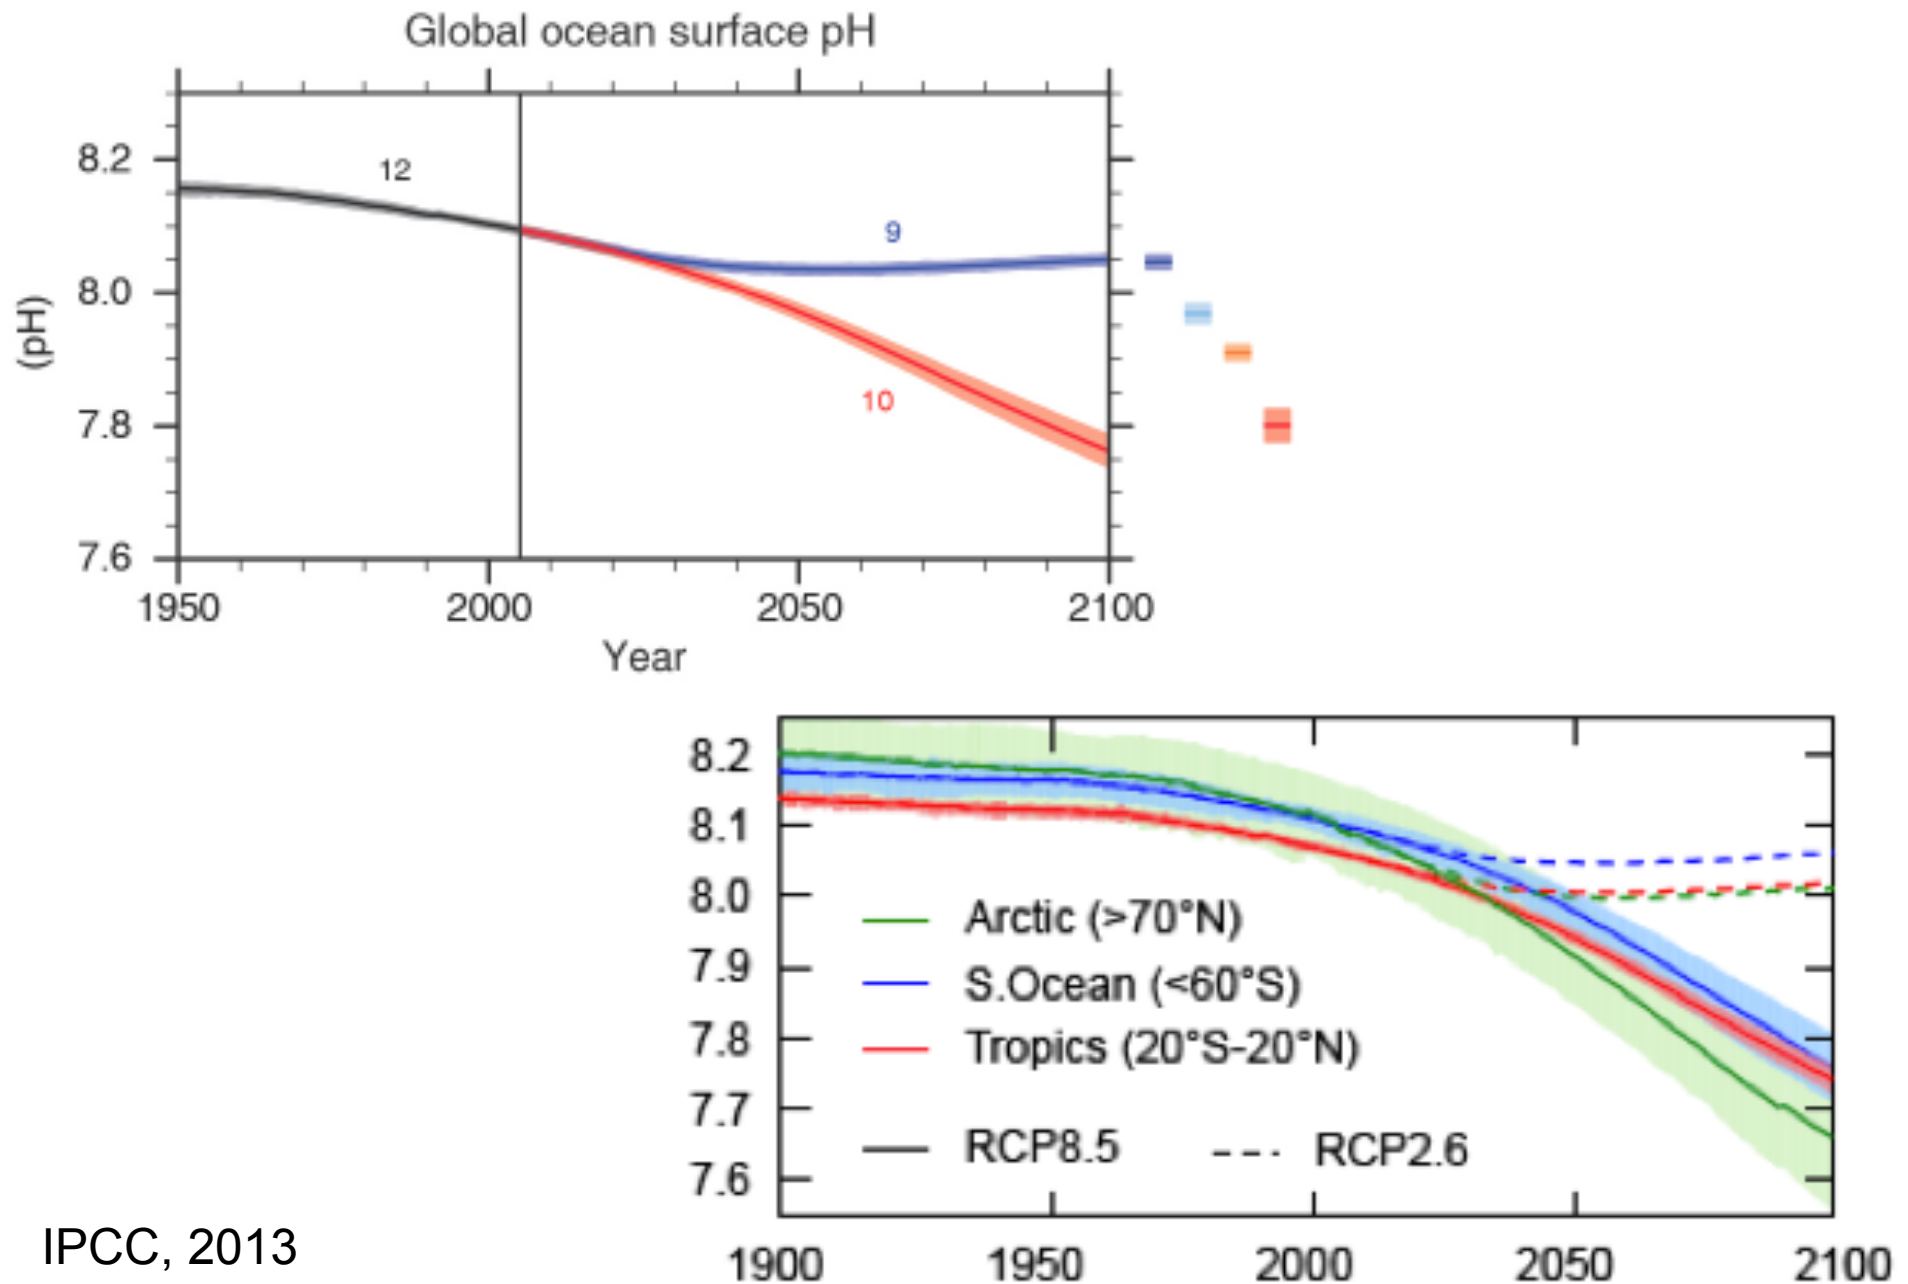 Global ocean surface pH
(pH)
8.2
8.0
7.8
7.6
12
9
10
1950 2000 2050 2100
Year
8.2
8.1
8.0
7.9
7.8
7.7
7.6
Arctic (>70°N)
S.Ocean (<60°S)
Tropics (20°S-20°N)
RCP8.5 RCP2.6
1900 1950 2000 2050 2100
IPCC, 2013